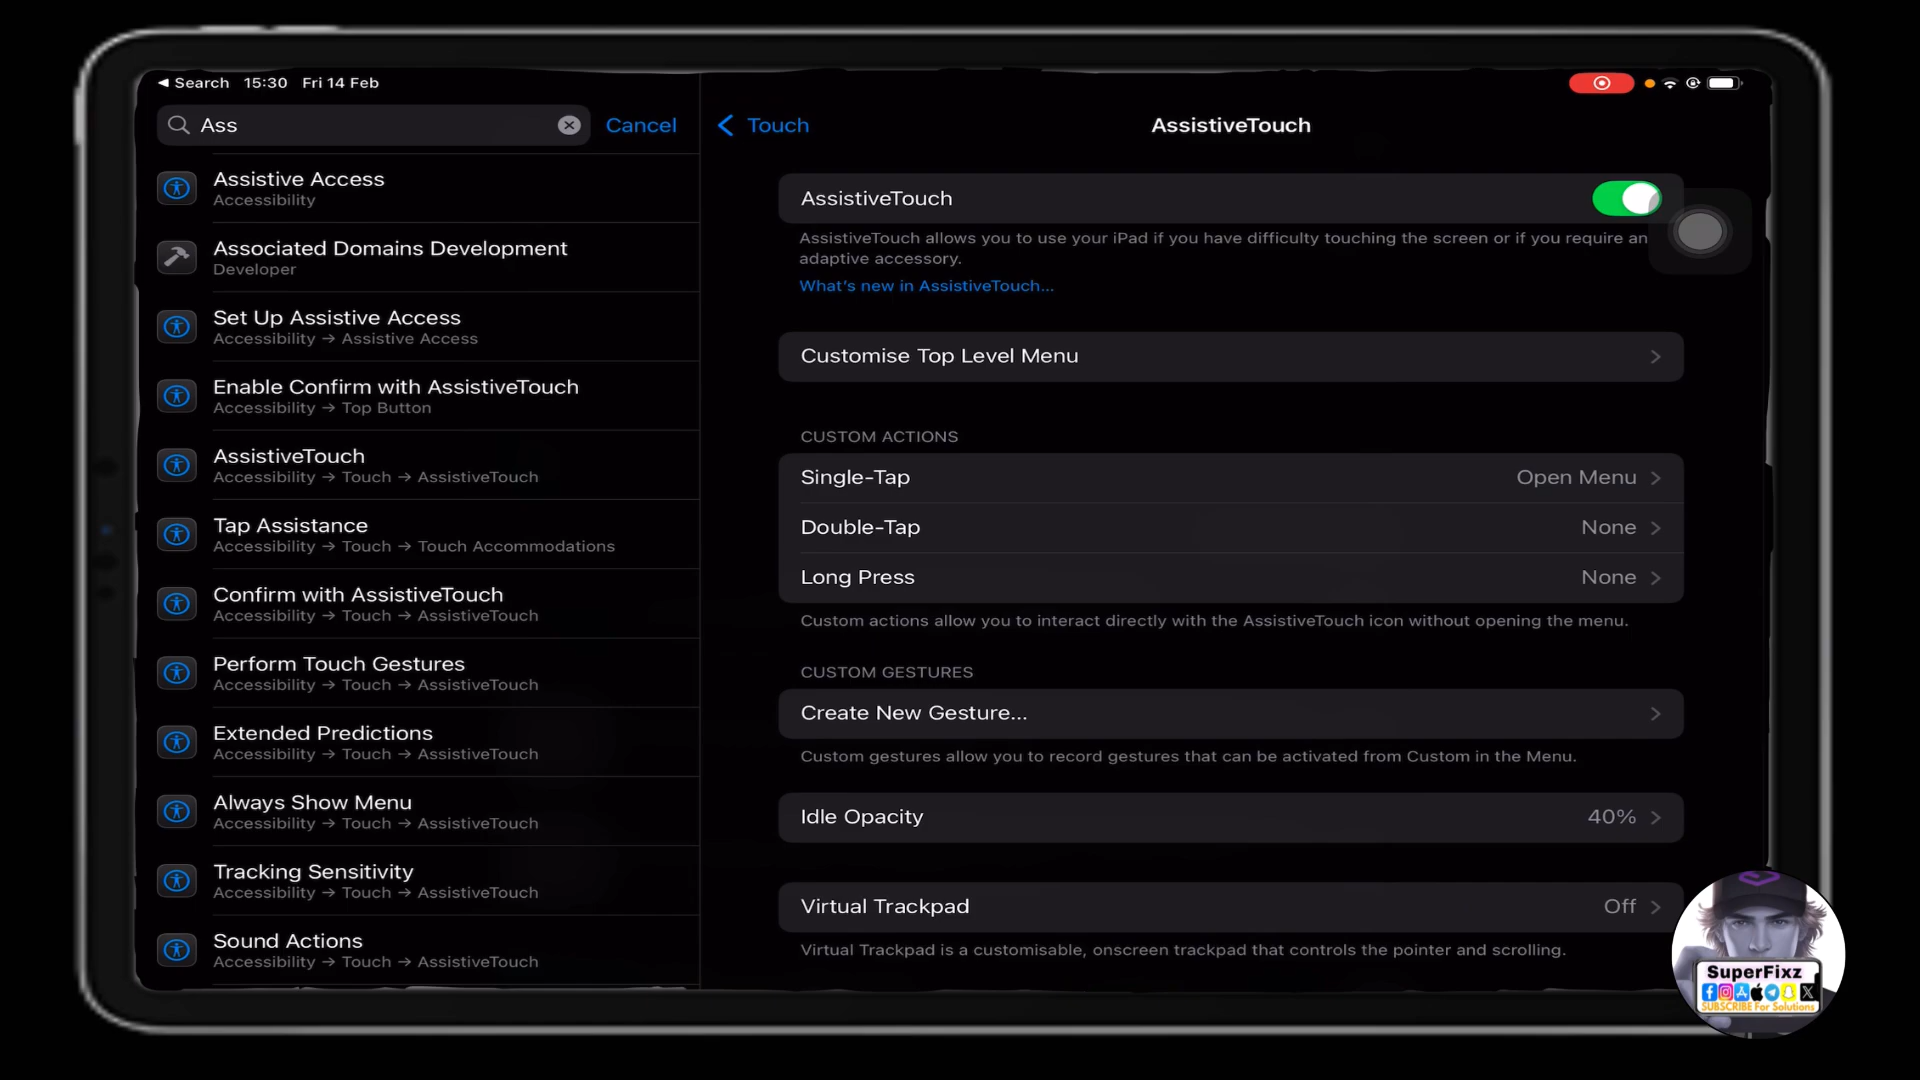 ◀ Search 15:30 Fri 14 Feb
Ass
Cancel
Assistive Access
Accessibility
Associated Domains Development
Developer
Set Up Assistive Access
Accessibility → Assistive Access
Enable Confirm with AssistiveTouch
Accessibility → Top Button
AssistiveTouch
Accessibility → Touch → AssistiveTouch
Tap Assistance
Accessibility → Touch → Touch Accommodations
Confirm with AssistiveTouch
Accessibility → Touch → AssistiveTouch
Perform Touch Gestures
Accessibility → Touch → AssistiveTouch
Extended Predictions
Accessibility → Touch → AssistiveTouch
Always Show Menu
Accessibility → Touch → AssistiveTouch
Tracking Sensitivity
Accessibility → Touch → AssistiveTouch
Sound Actions
Accessibility → Touch → AssistiveTouch
Touch
AssistiveTouch
AssistiveTouch
AssistiveTouch allows you to use your iPad if you have difficulty touching the screen or if you require an
adaptive accessory.
What's new in AssistiveTouch...
Customise Top Level Menu
CUSTOM ACTIONS
Single-Tap Open Menu
Double-Tap None
Long Press None
Custom actions allow you to interact directly with the AssistiveTouch icon without opening the menu.
CUSTOM GESTURES
Create New Gesture...
Custom gestures allow you to record gestures that can be activated from Custom in the Menu.
Idle Opacity 40%
Virtual Trackpad Off
Virtual Trackpad is a customisable, onscreen trackpad that controls the pointer and scrolling.
SuperFixz
SUBSCRIBE For Solutions